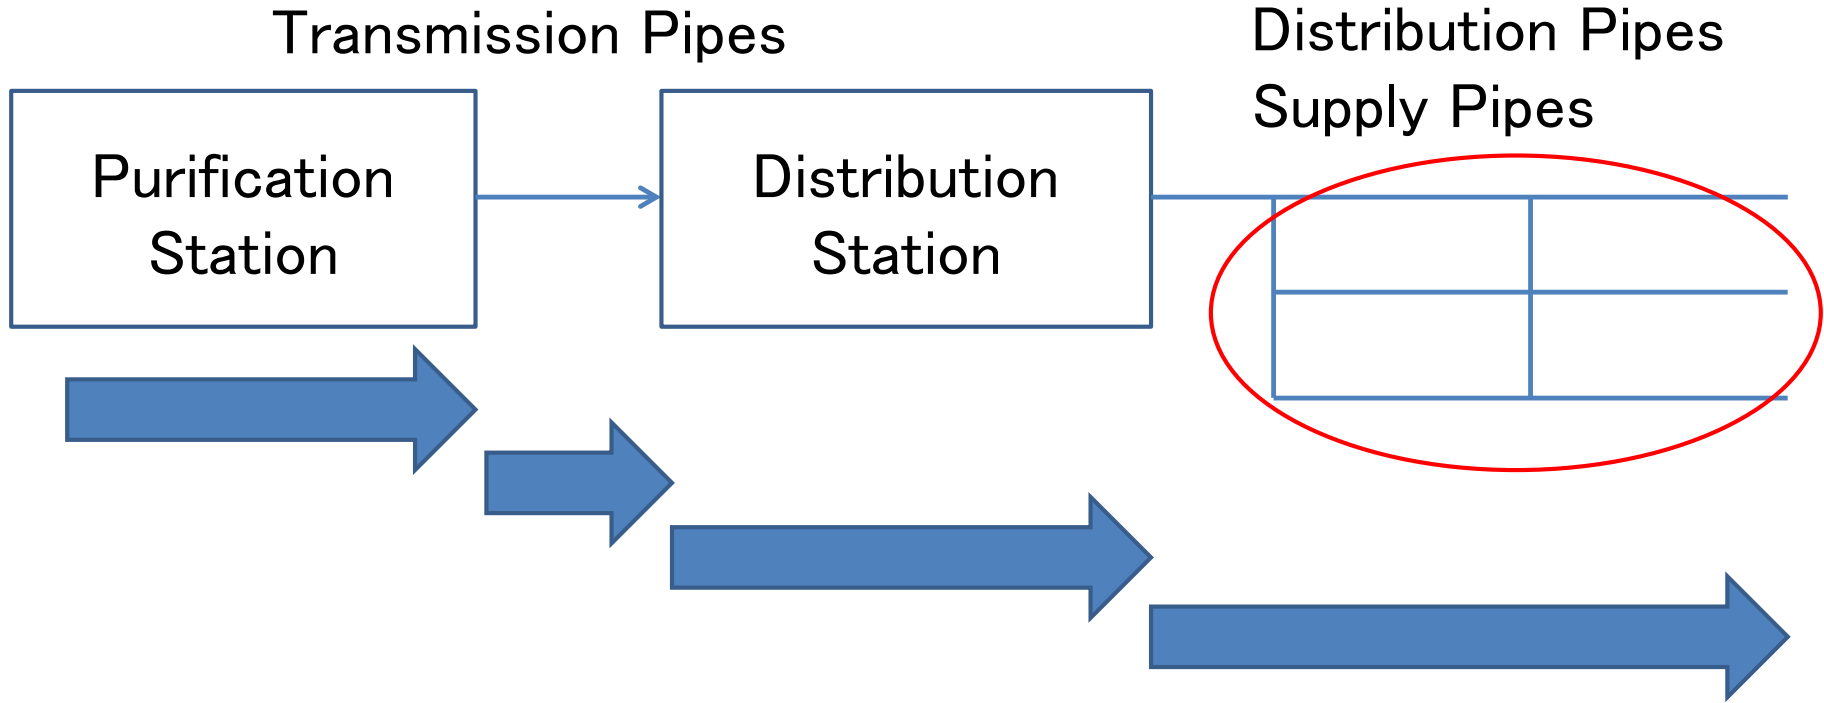 Transmission Pipes
Distribution Pipes
Supply Pipes
Purification
Station
Distribution
Station